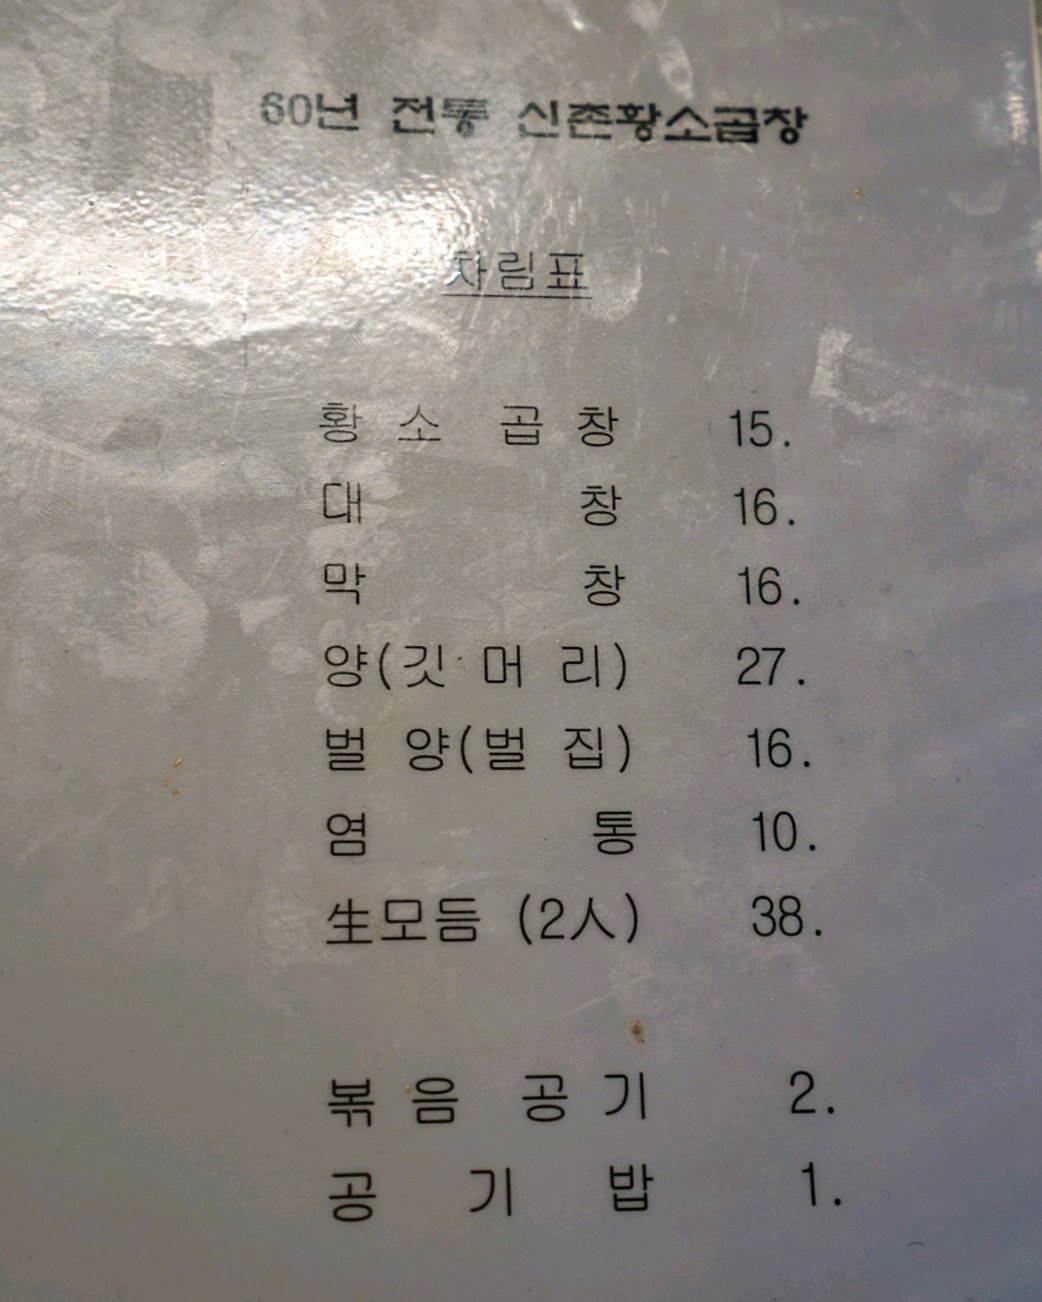 60년 전통 신촌황소곱창
차림표
황소 곱창 15.
대창 16.
막창 16.
양(깃머리) 27.
벌양(벌집) 16.
염통 10.
生모듬 (2人) 38.
볶음 공기 2.
공기밥 1.